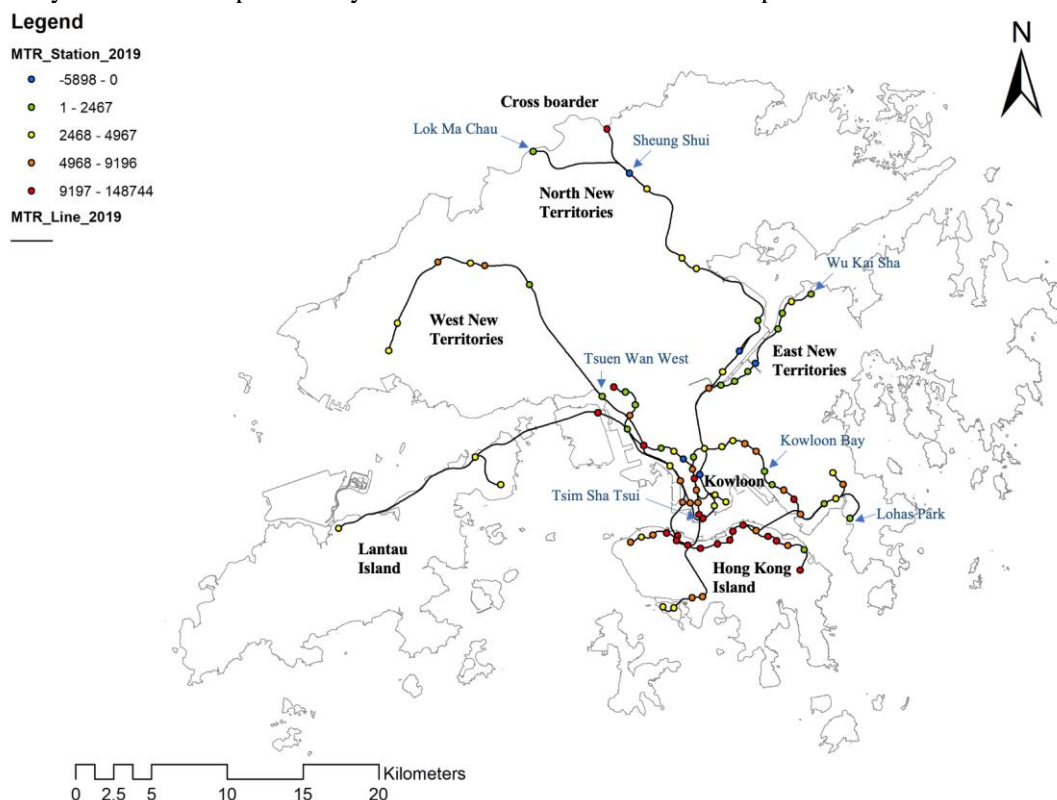 Legend
MTR_Station_2019
-5898 - 0
1 - 2467
2468 - 4967
4968 - 9196
9197 - 148744
MTR_Line_2019
N
Cross boarder
Lok Ma Chau
Sheung Shui
North New
Territories
Wu Kai Sha
West New
Territories
East New
Territories
Tsuen Wan West
Kowloon Bay
Kowloon
Tsim Sha Tsui
Lohas Park
Lantau
Island
Hong Kong
Island
Kilometers
0 2.5 5 10 15 20